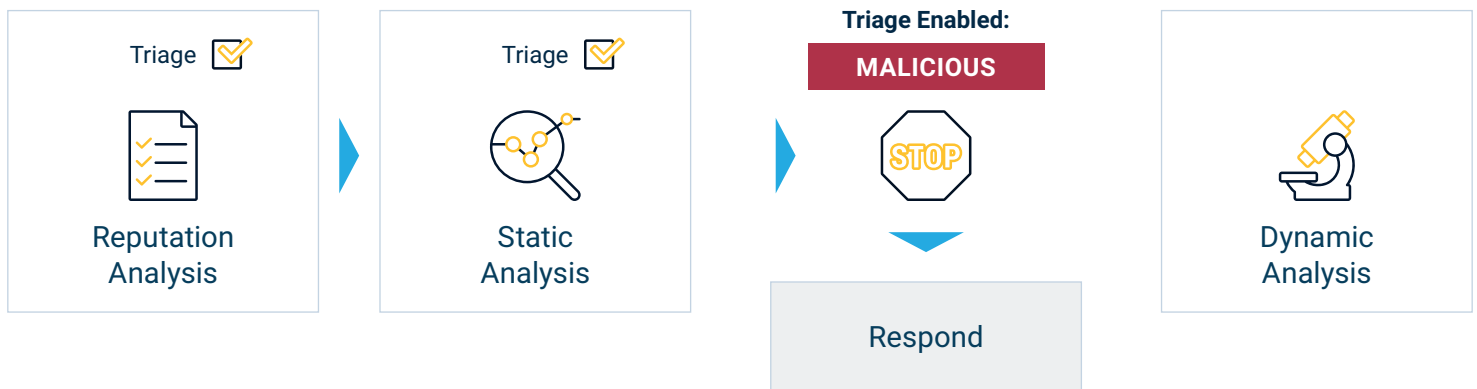 Triage
Reputation
Analysis
Triage
Static
Analysis
Triage Enabled:
MALICIOUS
STOP
Respond
Dynamic
Analysis